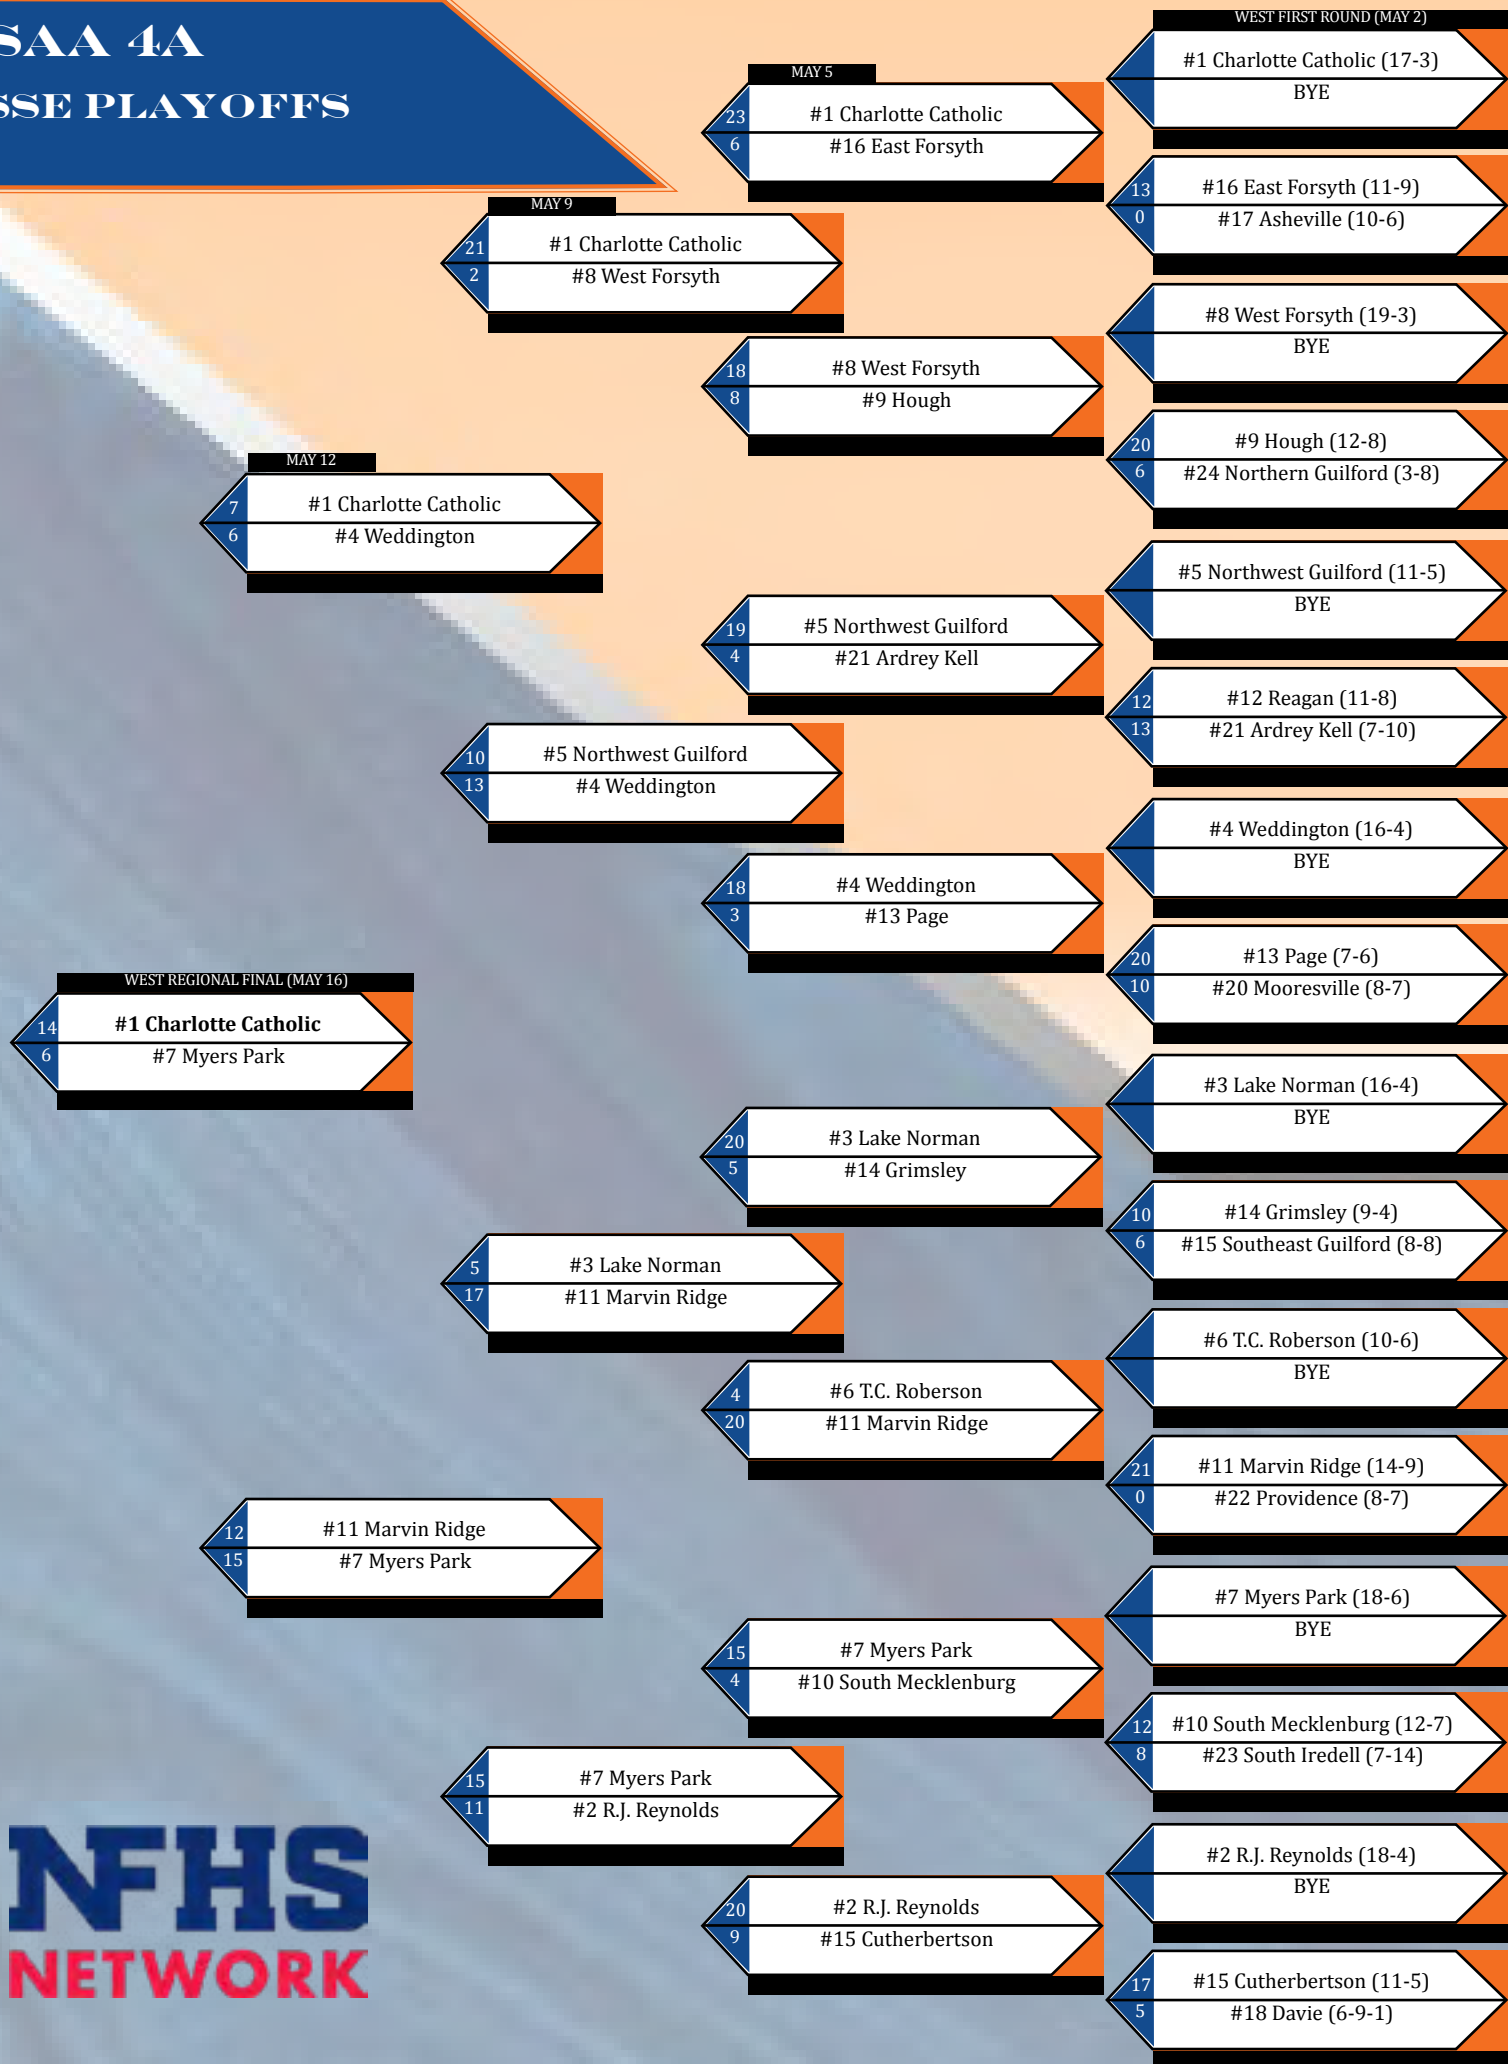 SAA 4A
SSE PLAYOFFS
WEST FIRST ROUND (MAY 2)
#1 Charlotte Catholic (17-3)
BYE
13 #16 East Forsyth (11-9)
0 #17 Asheville (10-6)
#8 West Forsyth (19-3)
BYE
20 #9 Hough (12-8)
6 #24 Northern Guilford (3-8)
#5 Northwest Guilford (11-5)
BYE
12 #12 Reagan (11-8)
13 #21 Ardrey Kell (7-10)
#4 Weddington (16-4)
BYE
20 #13 Page (7-6)
10 #20 Mooresville (8-7)
#3 Lake Norman (16-4)
BYE
10 #14 Grimsley (9-4)
6 #15 Southeast Guilford (8-8)
#6 T.C. Roberson (10-6)
BYE
21 #11 Marvin Ridge (14-9)
0 #22 Providence (8-7)
#7 Myers Park (18-6)
BYE
12 #10 South Mecklenburg (12-7)
8 #23 South Iredell (7-14)
#2 R.J. Reynolds (18-4)
BYE
17 #15 Cutherbertson (11-5)
5 #18 Davie (6-9-1)
MAY 5
23 #1 Charlotte Catholic
6 #16 East Forsyth
18 #8 West Forsyth
8 #9 Hough
19 #5 Northwest Guilford
4 #21 Ardrey Kell
18 #4 Weddington
3 #13 Page
20 #3 Lake Norman
5 #14 Grimsley
4 #6 T.C. Roberson
20 #11 Marvin Ridge
15 #7 Myers Park
4 #10 South Mecklenburg
20 #2 R.J. Reynolds
9 #15 Cutherbertson
MAY 9
21 #1 Charlotte Catholic
2 #8 West Forsyth
10 #5 Northwest Guilford
13 #4 Weddington
5 #3 Lake Norman
17 #11 Marvin Ridge
15 #7 Myers Park
11 #2 R.J. Reynolds
MAY 12
7 #1 Charlotte Catholic
6 #4 Weddington
12 #11 Marvin Ridge
15 #7 Myers Park
WEST REGIONAL FINAL (MAY 16)
14 #1 Charlotte Catholic
6 #7 Myers Park
NFHS
NETWORK